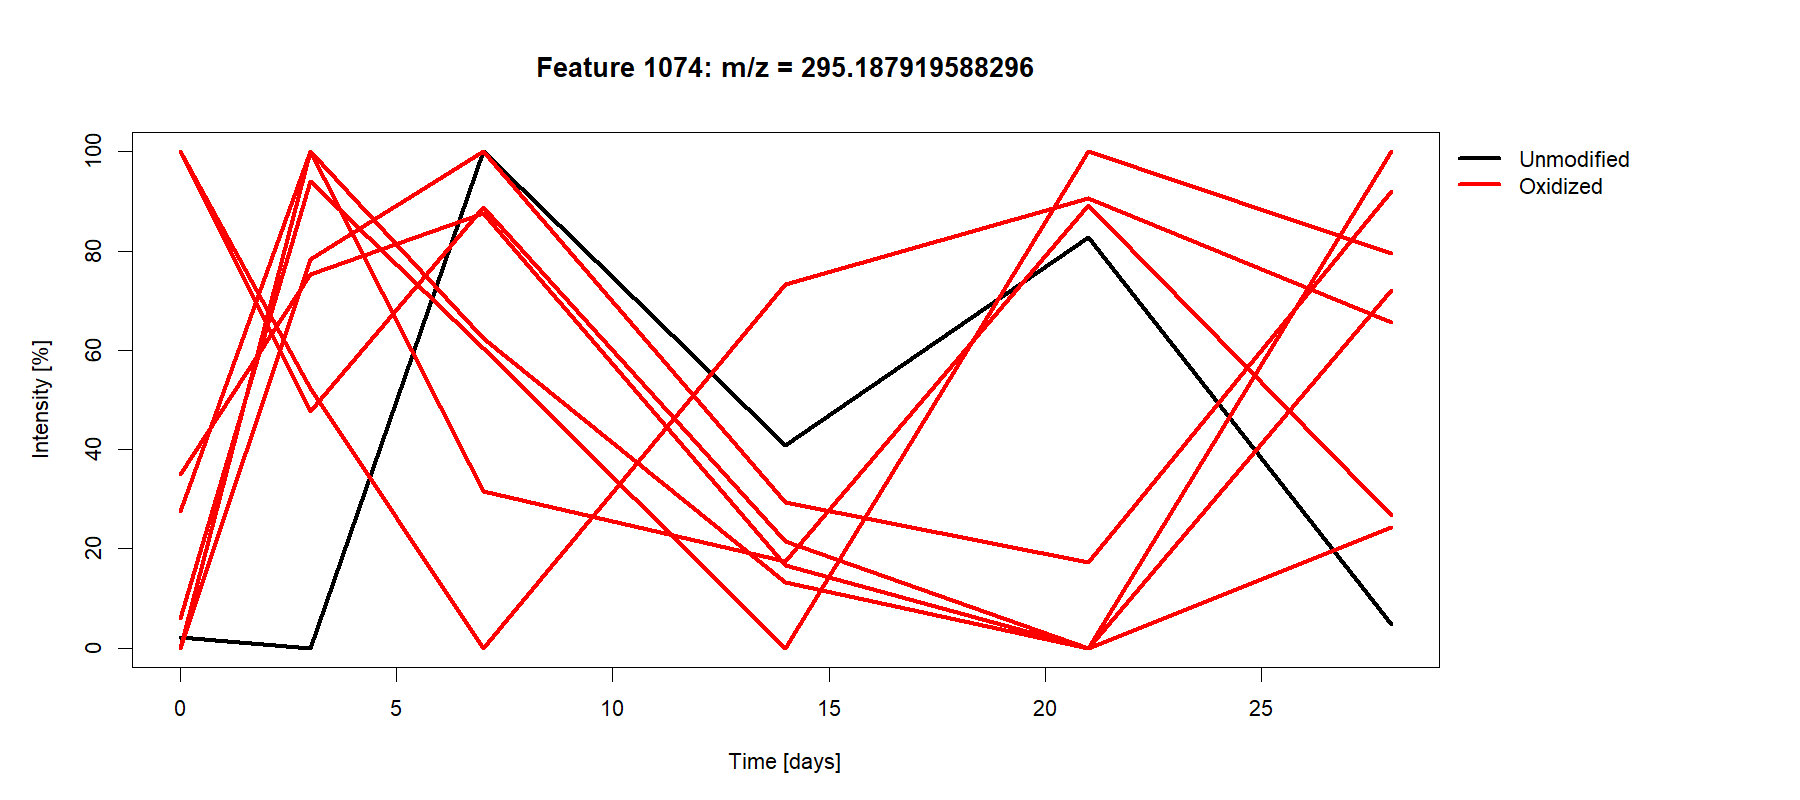 Feature 1074: m/z = 295.187919588296
Unmodified
Oxidized
Intensity [%]
100
80
60
40
20
0
0 5 10 15 20 25
Time [days]